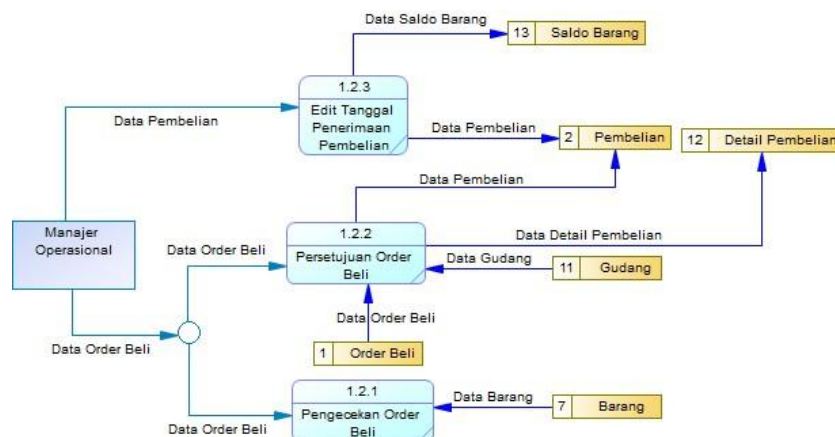 Data Saldo Barang
13 Saldo Barang
1.2.3
Edit Tanggal
Penerimaan
Pembelian
Data Pembelian
Data Pembelian
2 Pembelian
12 Detail Pembelian
Data Pembelian
Manajer
Operasional
1.2.2
Persetujuan Order
Beli
Data Order Beli
Data Detail Pembelian
Data Gudang
11 Gudang
Data Order Beli
Data Order Beli
1 Order Beli
1.2.1
Pengecekan Order
Beli
Data Barang
7 Barang
Data Order Beli